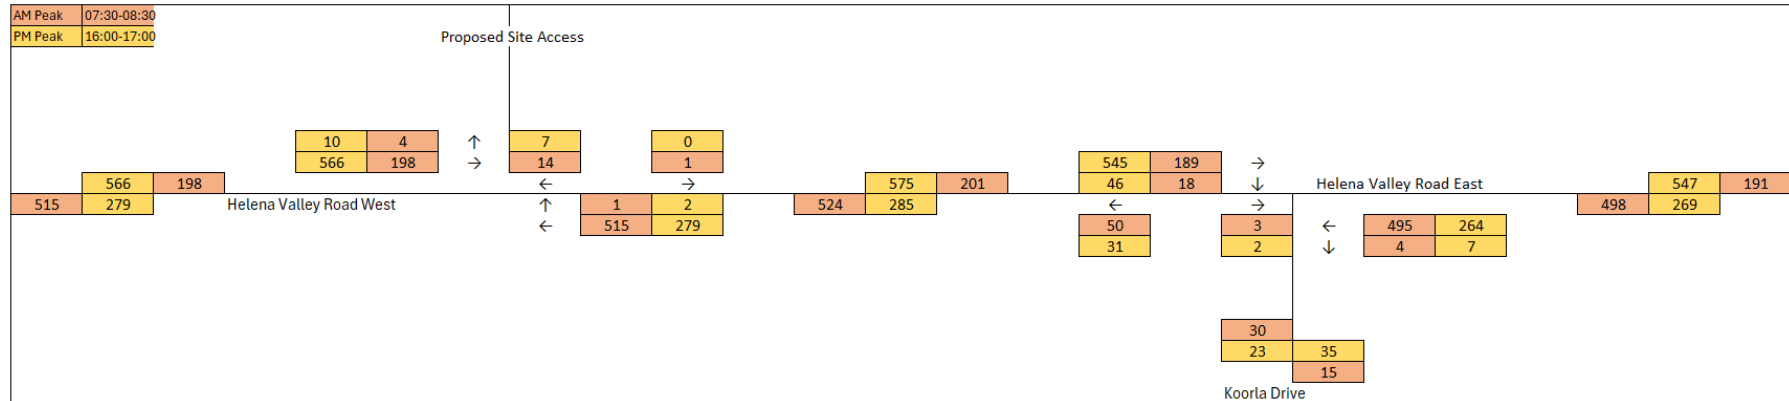 AM Peak 07:30-08:30
PM Peak 16:00-17:00
Proposed Site Access
10 4 ↑ 7 0
566 198 → 14 1 545 189 →
566 198 ← → 575 201 46 18 ↓ Helena Valley Road East 547 191
515 279 Helena Valley Road West ↑ 1 2 524 285 ← → 498 269
← 515 279 50 3 ← 495 264
31 2 ↓ 4 7
30
23 35
15
Koorla Drive